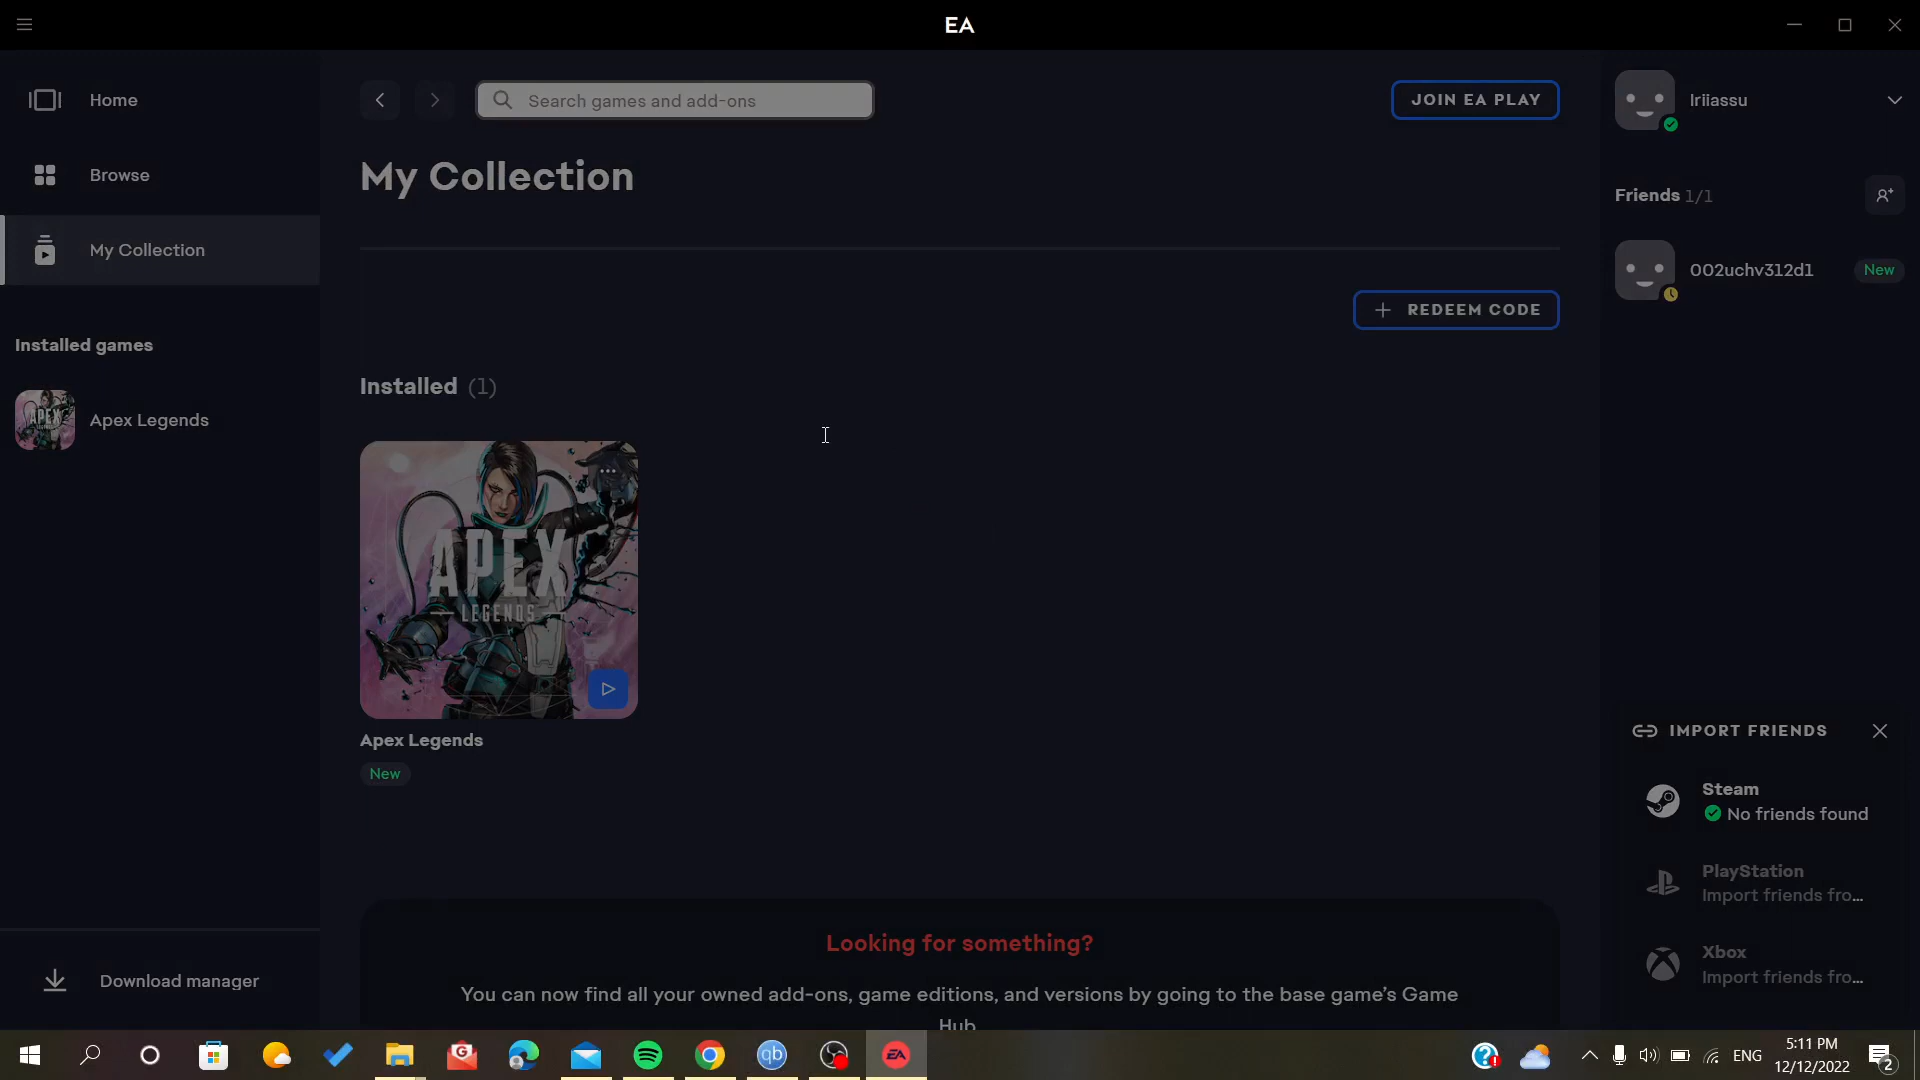 EA
Home
Browse
My Collection
Installed games
Apex Legends
Download manager
Search games and add-ons
JOIN EA PLAY
My Collection
REDEEM CODE
Installed (1)
APEX
LEGENDS
Apex Legends
New
Looking for something?
You can now find all your owned add-ons, game editions, and versions by going to the base game's Game
Hub
Iriiassu
Friends 1/1
002uchv312d1
New
IMPORT FRIENDS
Steam
No friends found
PlayStation
Import friends fro...
Xbox
Import friends fro...
qb
EA
ENG
5:11 PM
12/12/2022
2